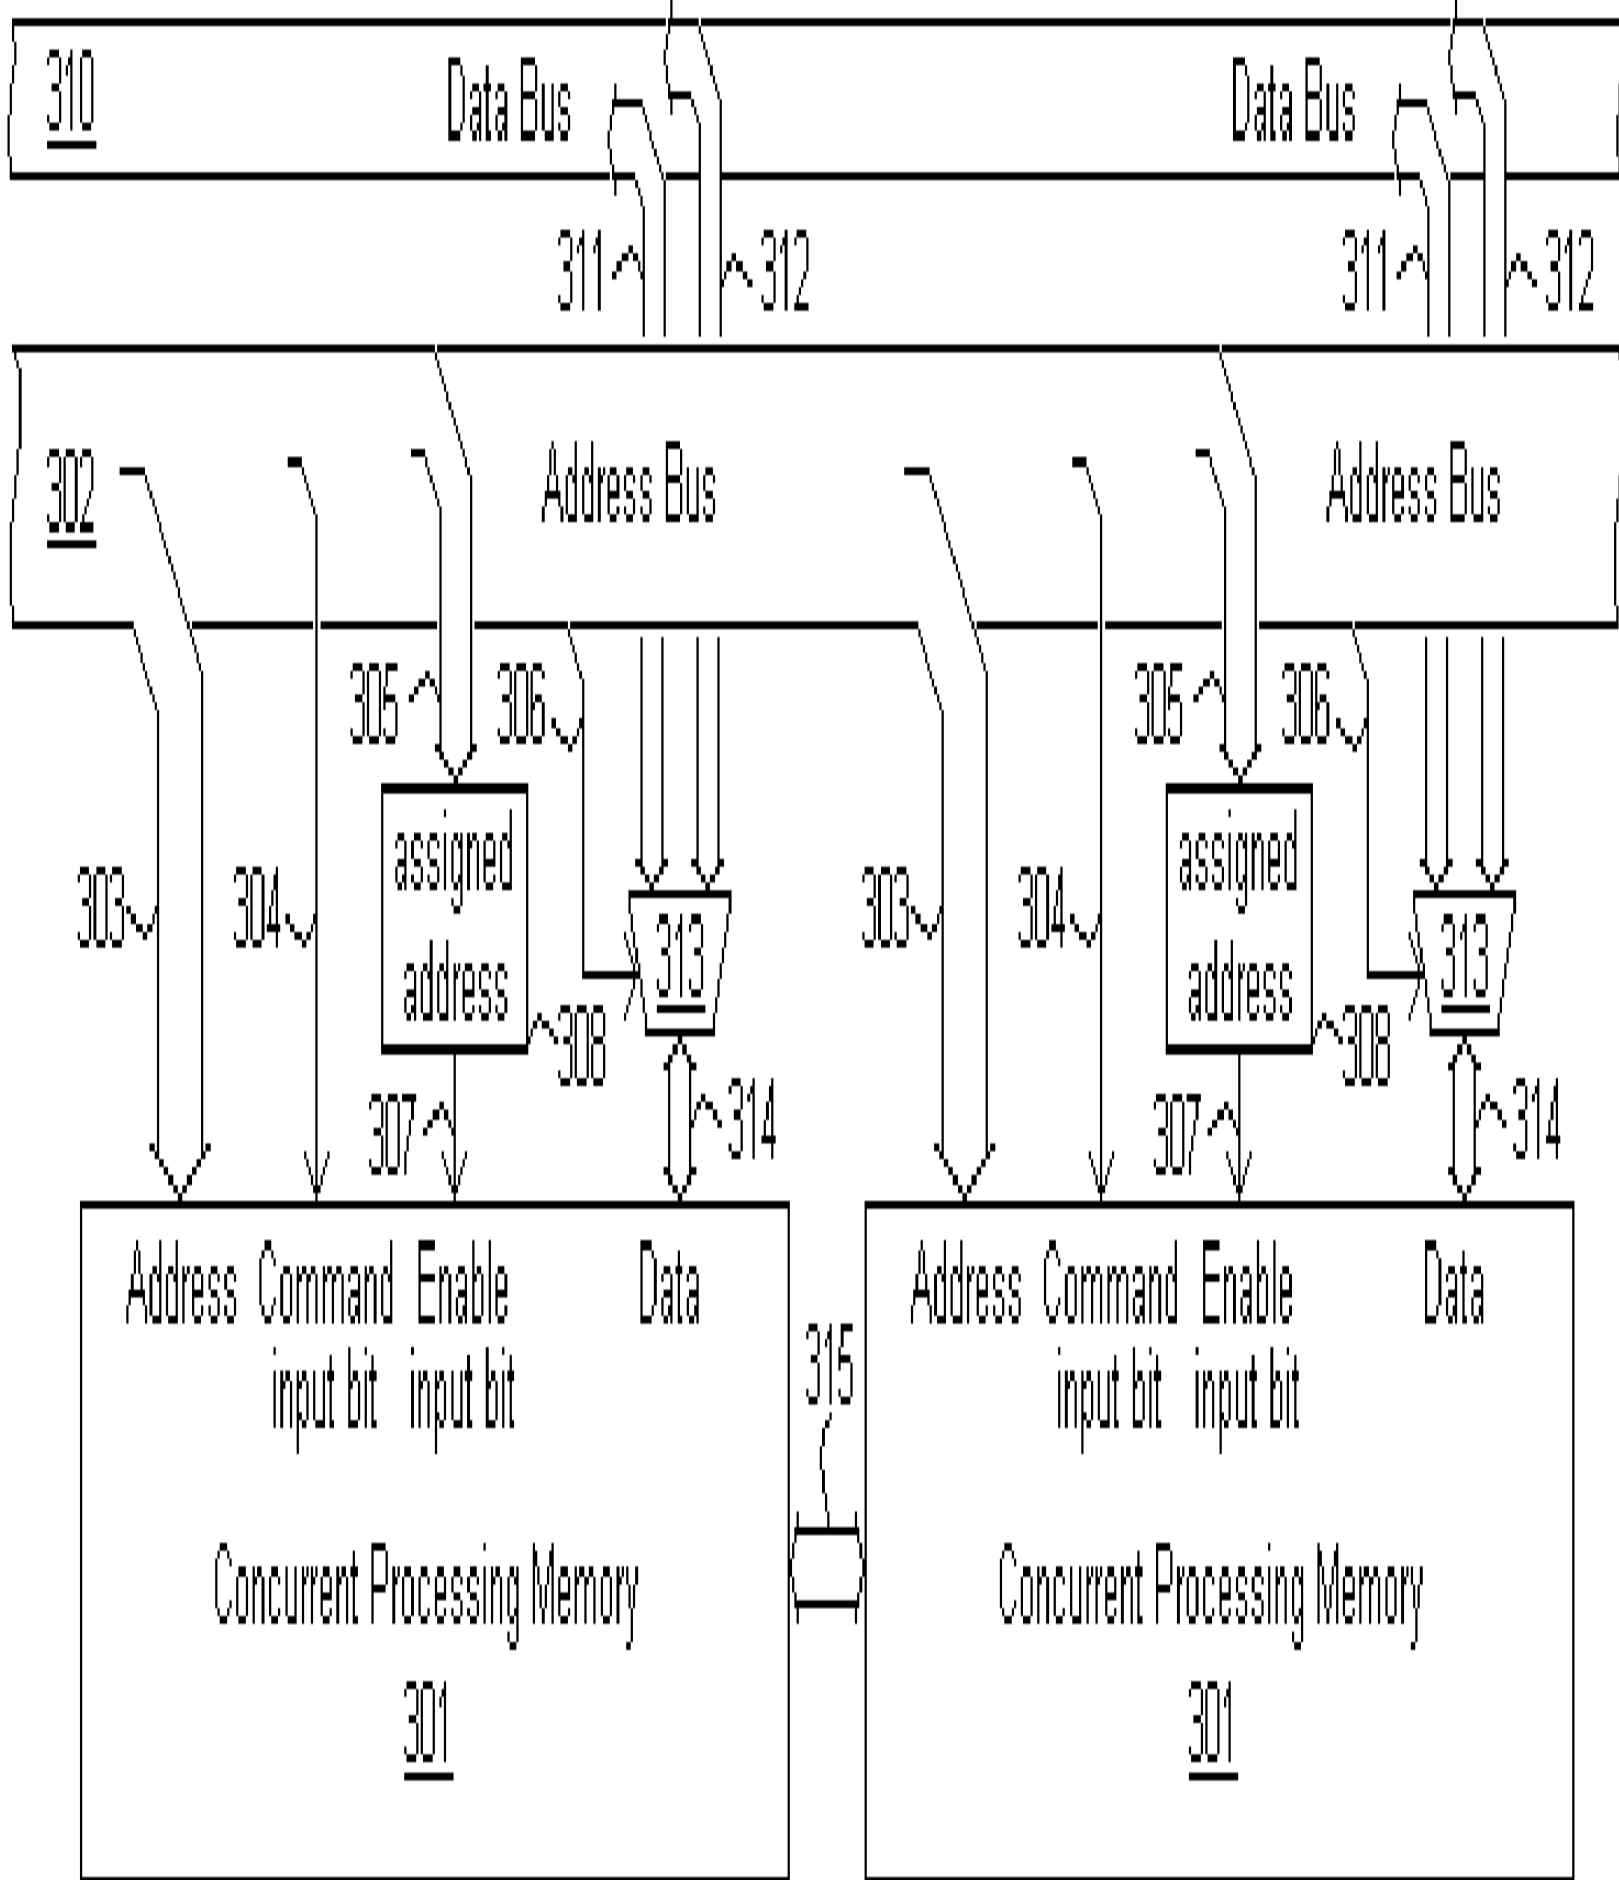 310 Data Bus Data Bus
311 312 311 312
302 Address Bus Address Bus
305 306 305 306
303 304 assigned address 313 303 304 assigned address 313
308 308
307 314 307 314
Address Command Enable Data Address Command Enable Data
input bit input bit input bit input bit
315
Concurrent Processing Memory Concurrent Processing Memory
301 301